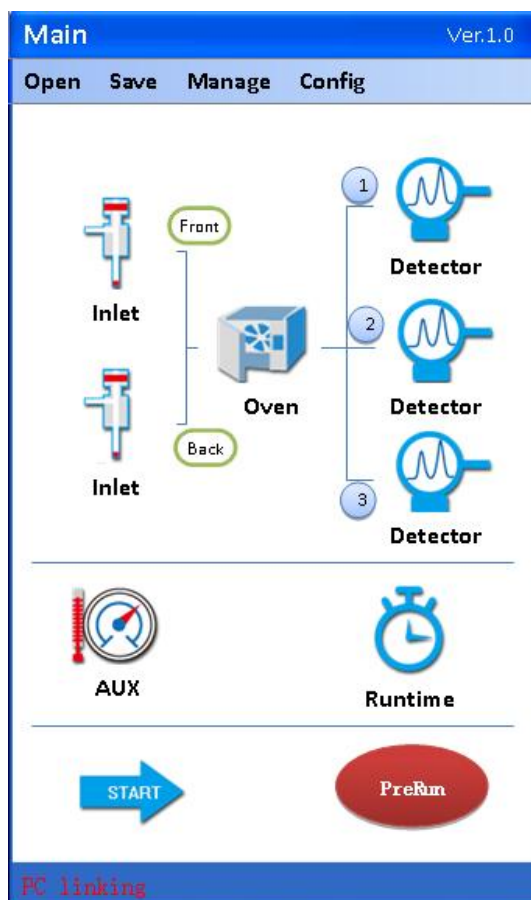 Main Ver.1.0
Open Save Manage Config
1
Front
Detector
Inlet
2
Oven
Detector
Back
Inlet
3
Detector
AUX
Runtime
START
PreRun
PC linking